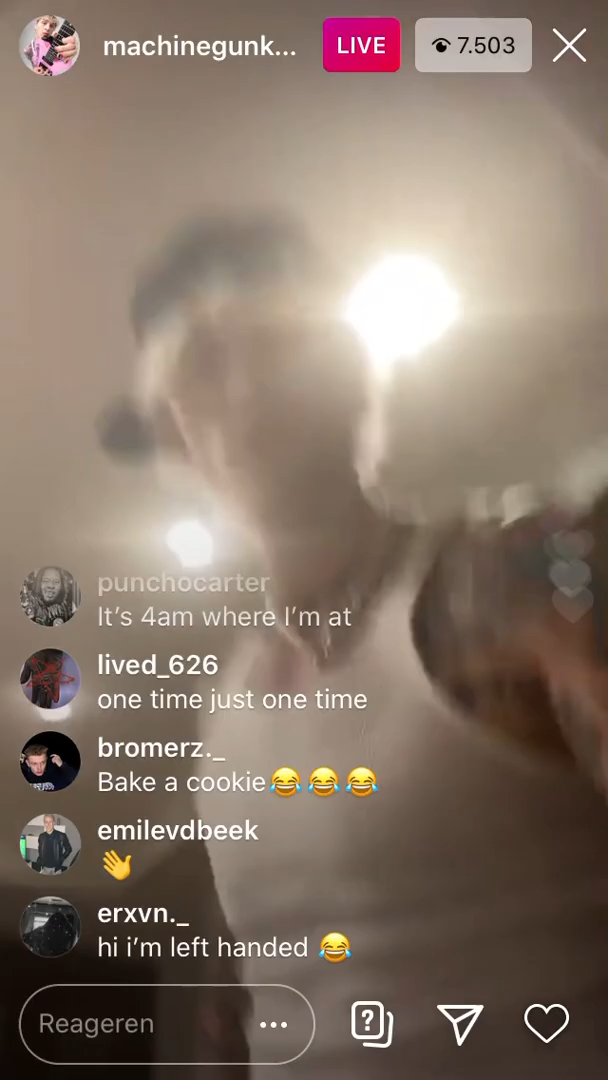 machinegunk... LIVE 7.503
punchocarter
It’s 4am where I’m at
lived_626
one time just one time
bromerz._
Bake a cookie😂😂😂
emilevdbeek
👋
erxvn._
hi i’m left handed 😂
Reageren